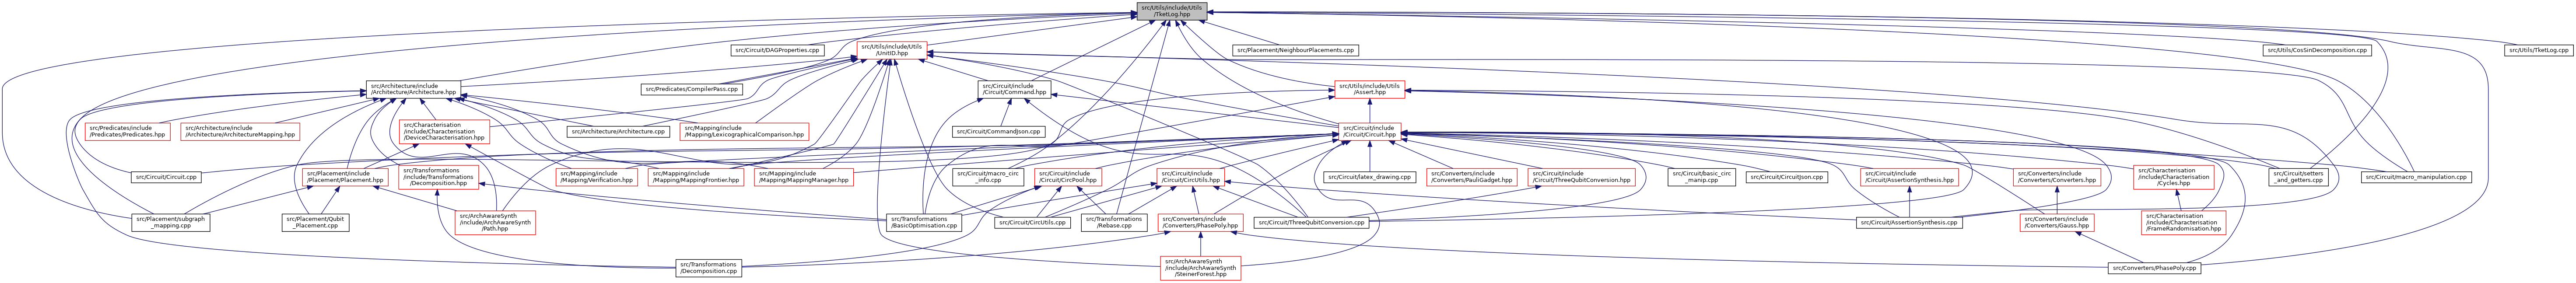 src/Utils/include/Utils
/TketLog.hpp
src/Circuit/DAGProperties.cpp
src/Utils/include/Utils
/UnitID.hpp
src/Placement/NeighbourPlacements.cpp
src/Utils/CosSinDecomposition.cpp
src/Utils/TketLog.cpp
src/Architecture/include
/Architecture/Architecture.hpp
src/Predicates/CompilerPass.cpp
src/Circuit/include
/Circuit/Command.hpp
src/Utils/include/Utils
/Assert.hpp
src/Predicates/include
/Predicates/Predicates.hpp
src/Architecture/include
/Architecture/ArchitectureMapping.hpp
src/Characterisation
/include/Characterisation
/DeviceCharacterisation.hpp
src/Architecture/Architecture.cpp
src/Mapping/include
/Mapping/LexicographicalComparison.hpp
src/Circuit/CommandJson.cpp
src/Circuit/include
/Circuit/Circuit.hpp
src/Circuit/Circuit.cpp
src/Placement/include
/Placement/Placement.hpp
src/Transformations
/include/Transformations
/Decomposition.hpp
src/Mapping/include
/Mapping/Verification.hpp
src/Mapping/include
/Mapping/MappingFrontier.hpp
src/Mapping/include
/Mapping/MappingManager.hpp
src/Circuit/macro_circ
_info.cpp
src/Circuit/include
/Circuit/CircPool.hpp
src/Circuit/include
/Circuit/CircUtils.hpp
src/Circuit/latex_drawing.cpp
src/Converters/include
/Converters/PauliGadget.hpp
src/Circuit/include
/Circuit/ThreeQubitConversion.hpp
src/Circuit/basic_circ
_manip.cpp
src/Circuit/CircuitJson.cpp
src/Circuit/include
/Circuit/AssertionSynthesis.hpp
src/Converters/include
/Converters/Converters.hpp
src/Characterisation
/include/Characterisation
/Cycles.hpp
src/Circuit/setters
_and_getters.cpp
src/Circuit/macro_manipulation.cpp
src/Placement/subgraph
_mapping.cpp
src/Placement/Qubit
_Placement.cpp
src/ArchAwareSynth
/include/ArchAwareSynth
/Path.hpp
src/Transformations
/BasicOptimisation.cpp
src/Circuit/CircUtils.cpp
src/Transformations
/Rebase.cpp
src/Converters/include
/Converters/PhasePoly.hpp
src/Circuit/ThreeQubitConversion.cpp
src/Circuit/AssertionSynthesis.cpp
src/Converters/include
/Converters/Gauss.hpp
src/Characterisation
/include/Characterisation
/FrameRandomisation.hpp
src/Transformations
/Decomposition.cpp
src/ArchAwareSynth
/include/ArchAwareSynth
/SteinerForest.hpp
src/Converters/PhasePoly.cpp